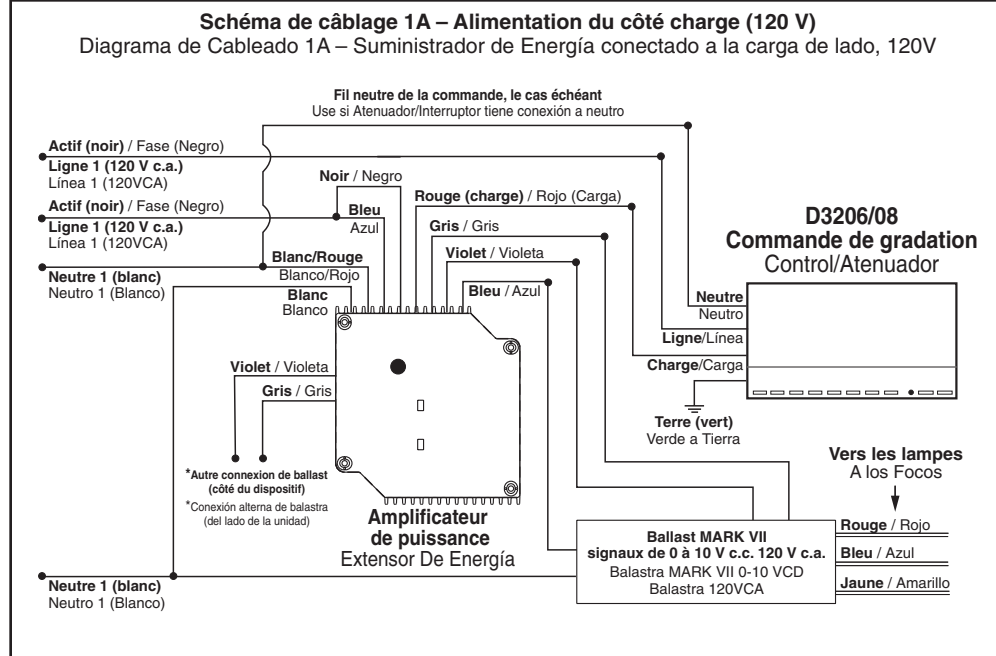 Schéma de câblage 1A – Alimentation du côté charge (120 V)
Diagrama de Cableado 1A – Suministrador de Energía conectado a la carga de lado, 120V
Fil neutre de la commande, le cas échéant
Use si Atenuador/Interruptor tiene conexión a neutro
Actif (noir) / Fase (Negro)
Ligne 1 (120 V c.a.)
Línea 1 (120VCA)
Noir / Negro
Rouge (charge) / Rojo (Carga)
Actif (noir) / Fase (Negro)
Ligne 1 (120 V c.a.)
Línea 1 (120VCA)
Bleu
Azul
Gris / Gris
Violet / Violeta
D3206/08
Commande de gradation
Control/Atenuador
Neutre 1 (blanc)
Neutro 1 (Blanco)
Blanc/Rouge
Blanco/Rojo
Blanc
Blanco
Bleu / Azul
Neutre
Neutro
Ligne/Línea
Charge/Carga
Terre (vert)
Verde a Tierra
Violet / Violeta
Gris / Gris
*Autre connexion de ballast
(côté du dispositif)
*Conexión alterna de balastra
(del lado de la unidad)
Amplificateur
de puissance
Extensor De Energía
Vers les lampes
A los Focos
Ballast MARK VII
signaux de 0 à 10 V c.c. 120 V c.a.
Balastra MARK VII 0-10 VCD
Balastra 120VCA
Rouge / Rojo
Bleu / Azul
Jaune / Amarillo
Neutre 1 (blanc)
Neutro 1 (Blanco)